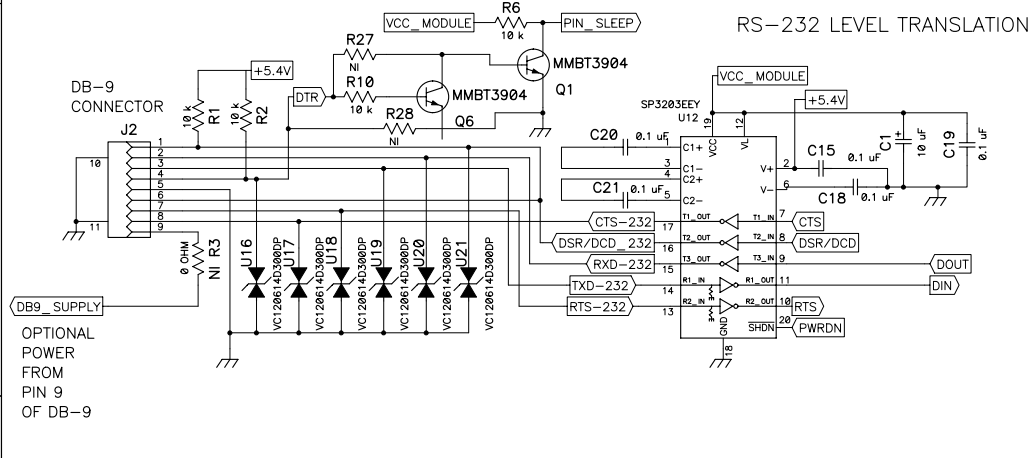 RS-232 LEVEL TRANSLATION
VCC_MODULE
R6
10 k
PIN_SLEEP
R27
NI
MMBT3904
Q1
+5.4V
DTR
R10
10 k
MMBT3904
Q6
R28
NI
DB-9
CONNECTOR
J2
10 k
R1
10 k
R2
1
2
3
4
5
6
7
8
9
10
11
0 OHM
NI R3
DB9_SUPPLY
OPTIONAL
POWER
FROM
PIN 9
OF DB-9
U16
VC120614D300DP
U17
VC120614D300DP
U18
VC120614D300DP
U19
VC120614D300DP
U20
VC120614D300DP
U21
VC120614D300DP
VCC_MODULE
+5.4V
SP3203EEY
U12
19
VCC
12
VL
C20
0.1 uF
1
C1+
3
C1-
4
C2+
C21
0.1 uF
5
C2-
2
V+
C15
0.1 uF
6
V-
C18
0.1 uF
C1
+
10 uF
C19
0.1 uF
CTS-232
17
T1_OUT
T1_IN
7
CTS
DSR/DCD_232
16
T2_OUT
T2_IN
8
DSR/DCD
RXD-232
15
T3_OUT
T3_IN
9
DOUT
TXD-232
14
R1_IN
R1_OUT
11
DIN
RTS-232
13
R2_IN
R2_OUT
10
RTS
GND
18
SHDN
20
PWRDN